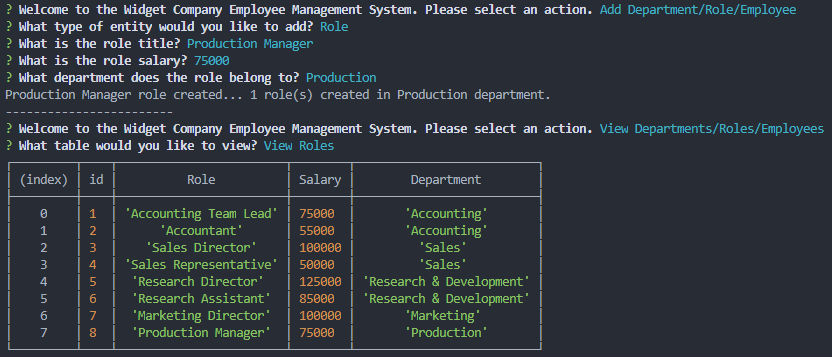 ? Welcome to the Widget Company Employee Management System. Please select an action. Add Department/Role/Employee
? What type of entity would you like to add? Role
? What is the role title? Production Manager
? What is the role salary? 75000
? What department does the role belong to? Production
Production Manager role created... 1 role(s) created in Production department.
------------------------
? Welcome to the Widget Company Employee Management System. Please select an action. View Departments/Roles/Employees
? What table would you like to view? View Roles
(index) id Role Salary Department
0 1 'Accounting Team Lead' 75000 'Accounting'
1 2 'Accountant' 55000 'Accounting'
2 3 'Sales Director' 100000 'Sales'
3 4 'Sales Representative' 50000 'Sales'
4 5 'Research Director' 125000 'Research & Development'
5 6 'Research Assistant' 85000 'Research & Development'
6 7 'Marketing Director' 100000 'Marketing'
7 8 'Production Manager' 75000 'Production'